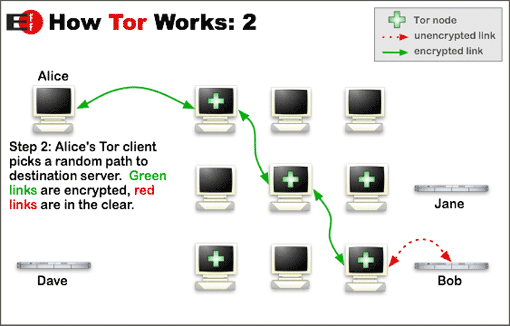 EFF How Tor Works: 2
Tor node
unencrypted link
encrypted link
Alice
Step 2: Alice's Tor client
picks a random path to
destination server. Green
links are encrypted, red
links are in the clear.
Jane
Dave
Bob